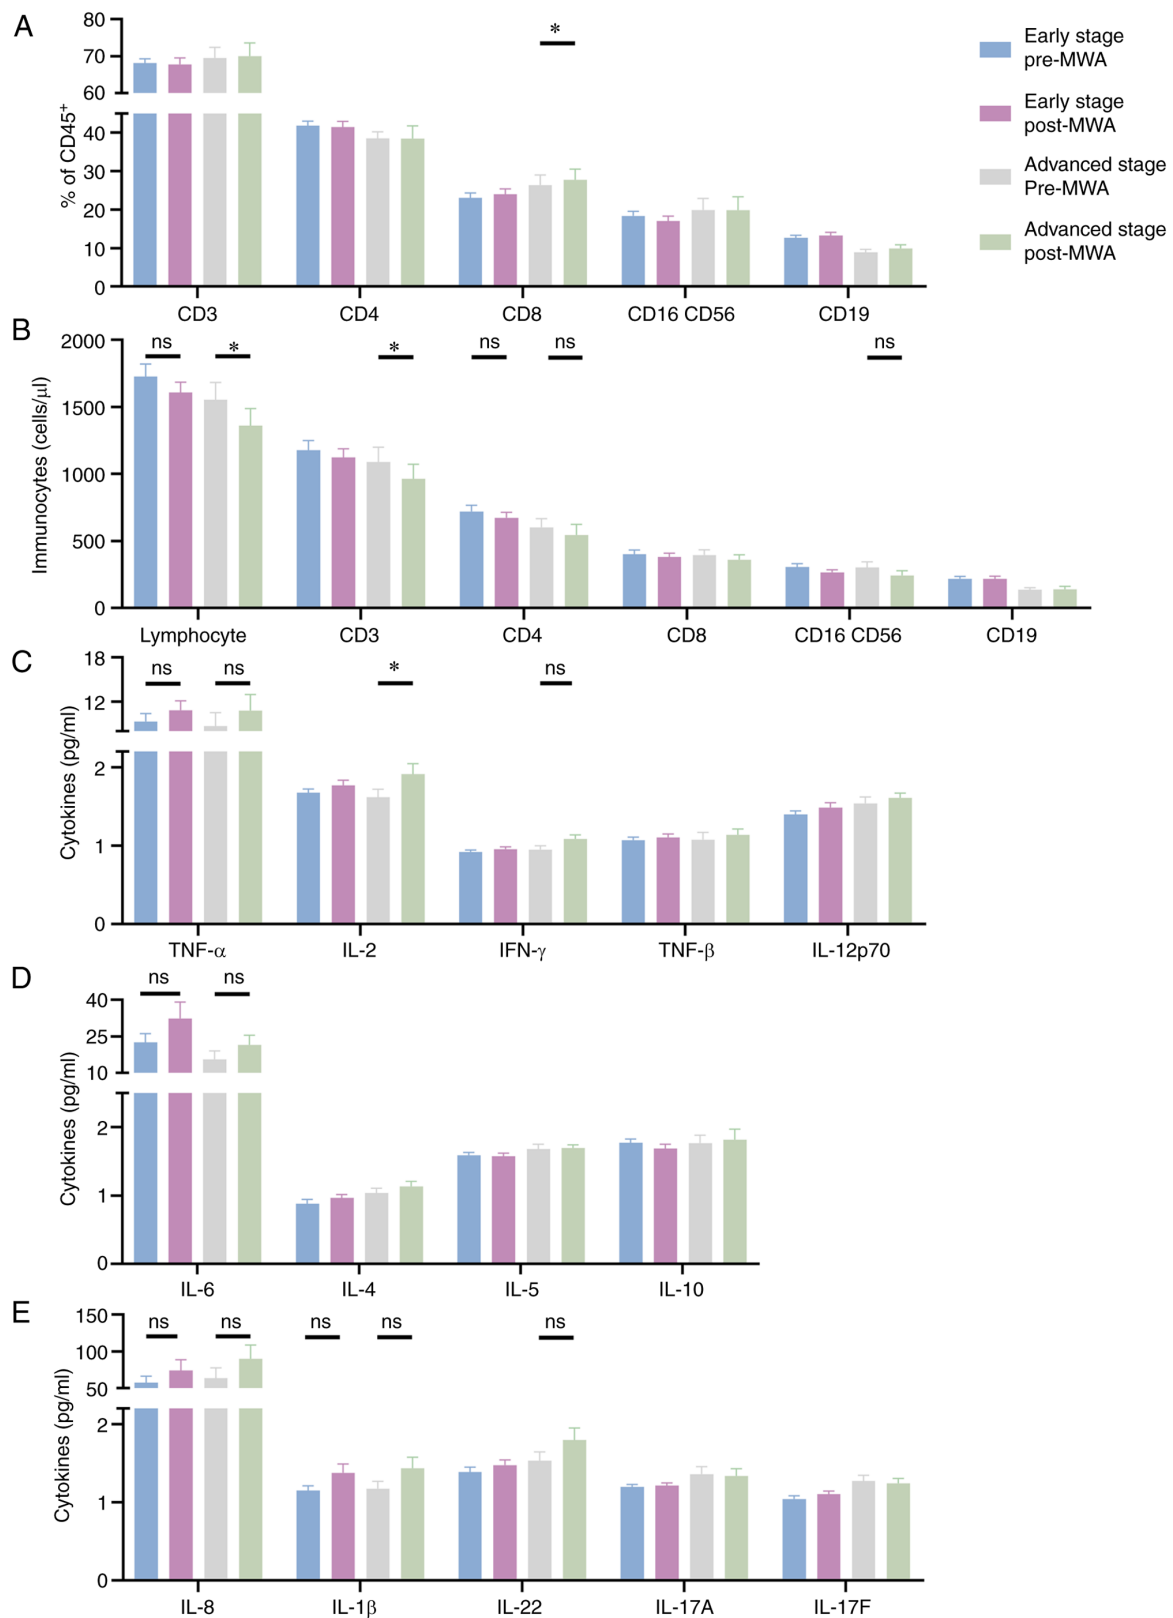 A
80
70
60
40
30
20
10
0
% of CD45+
*
CD3 CD4 CD8 CD16 CD56 CD19
Early stage
pre-MWA
Early stage
post-MWA
Advanced stage
Pre-MWA
Advanced stage
post-MWA
B
2000
1500
1000
500
0
Immunocytes (cells/µl)
ns * * ns ns ns
Lymphocyte CD3 CD4 CD8 CD16 CD56 CD19
C
18
12
2
1
0
Cytokines (pg/ml)
ns ns * ns
TNF-α IL-2 IFN-γ TNF-β IL-12p70
D
40
25
10
2
1
0
Cytokines (pg/ml)
ns ns
IL-6 IL-4 IL-5 IL-10
E
150
100
50
2
1
0
Cytokines (pg/ml)
ns ns ns ns ns
IL-8 IL-1β IL-22 IL-17A IL-17F